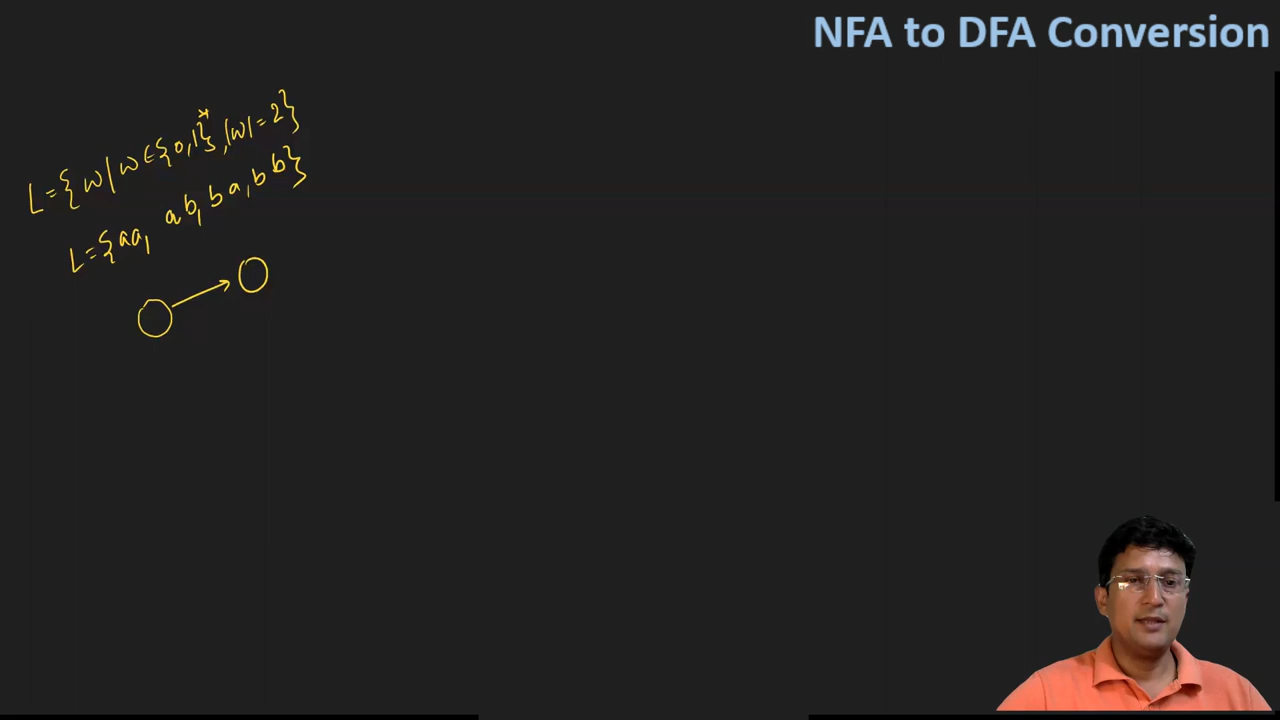 NFA to DFA Conversion
L={w|w∈{0,1}*,|w|=2}
L={aa, ab, ba, bb}